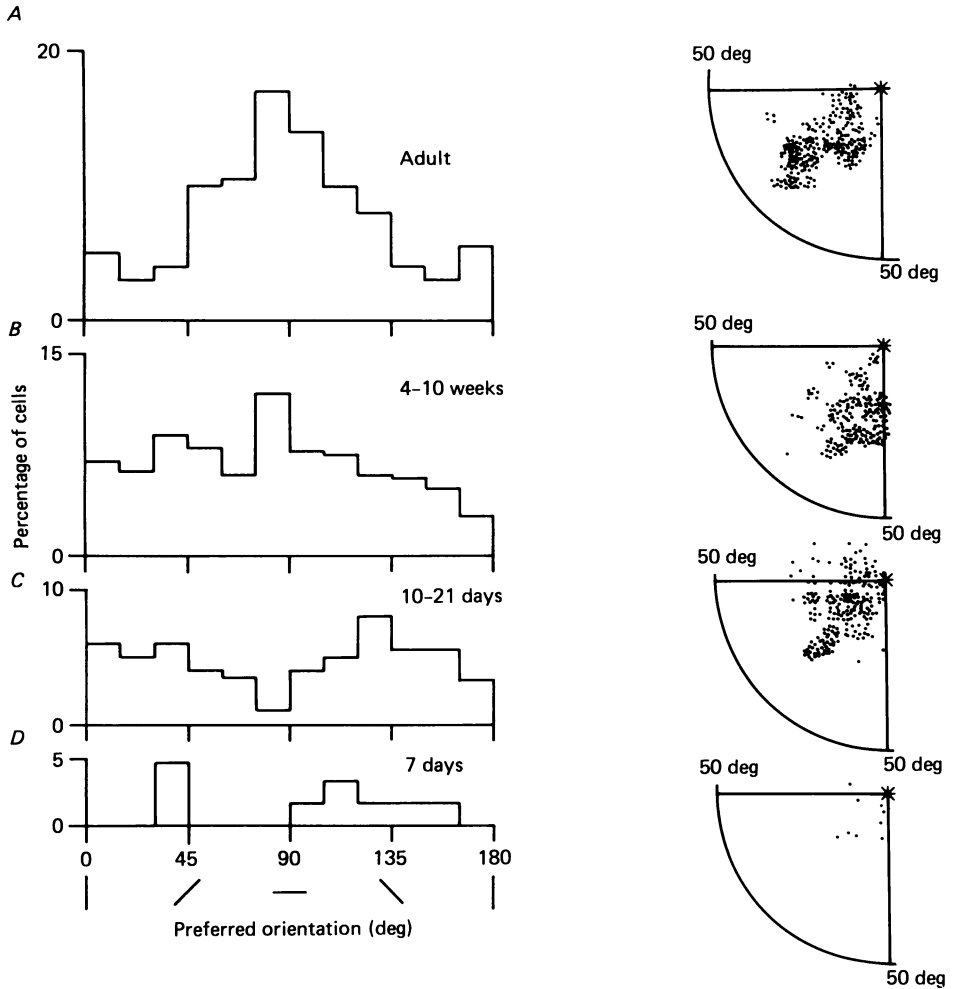 A
20
Adult
0
50 deg
50 deg
B
15
4–10 weeks
0
50 deg
50 deg
Percentage of cells
C
10
10–21 days
0
50 deg
50 deg
D
5
7 days
0
50 deg
50 deg
0 45 90 135 180
Preferred orientation (deg)